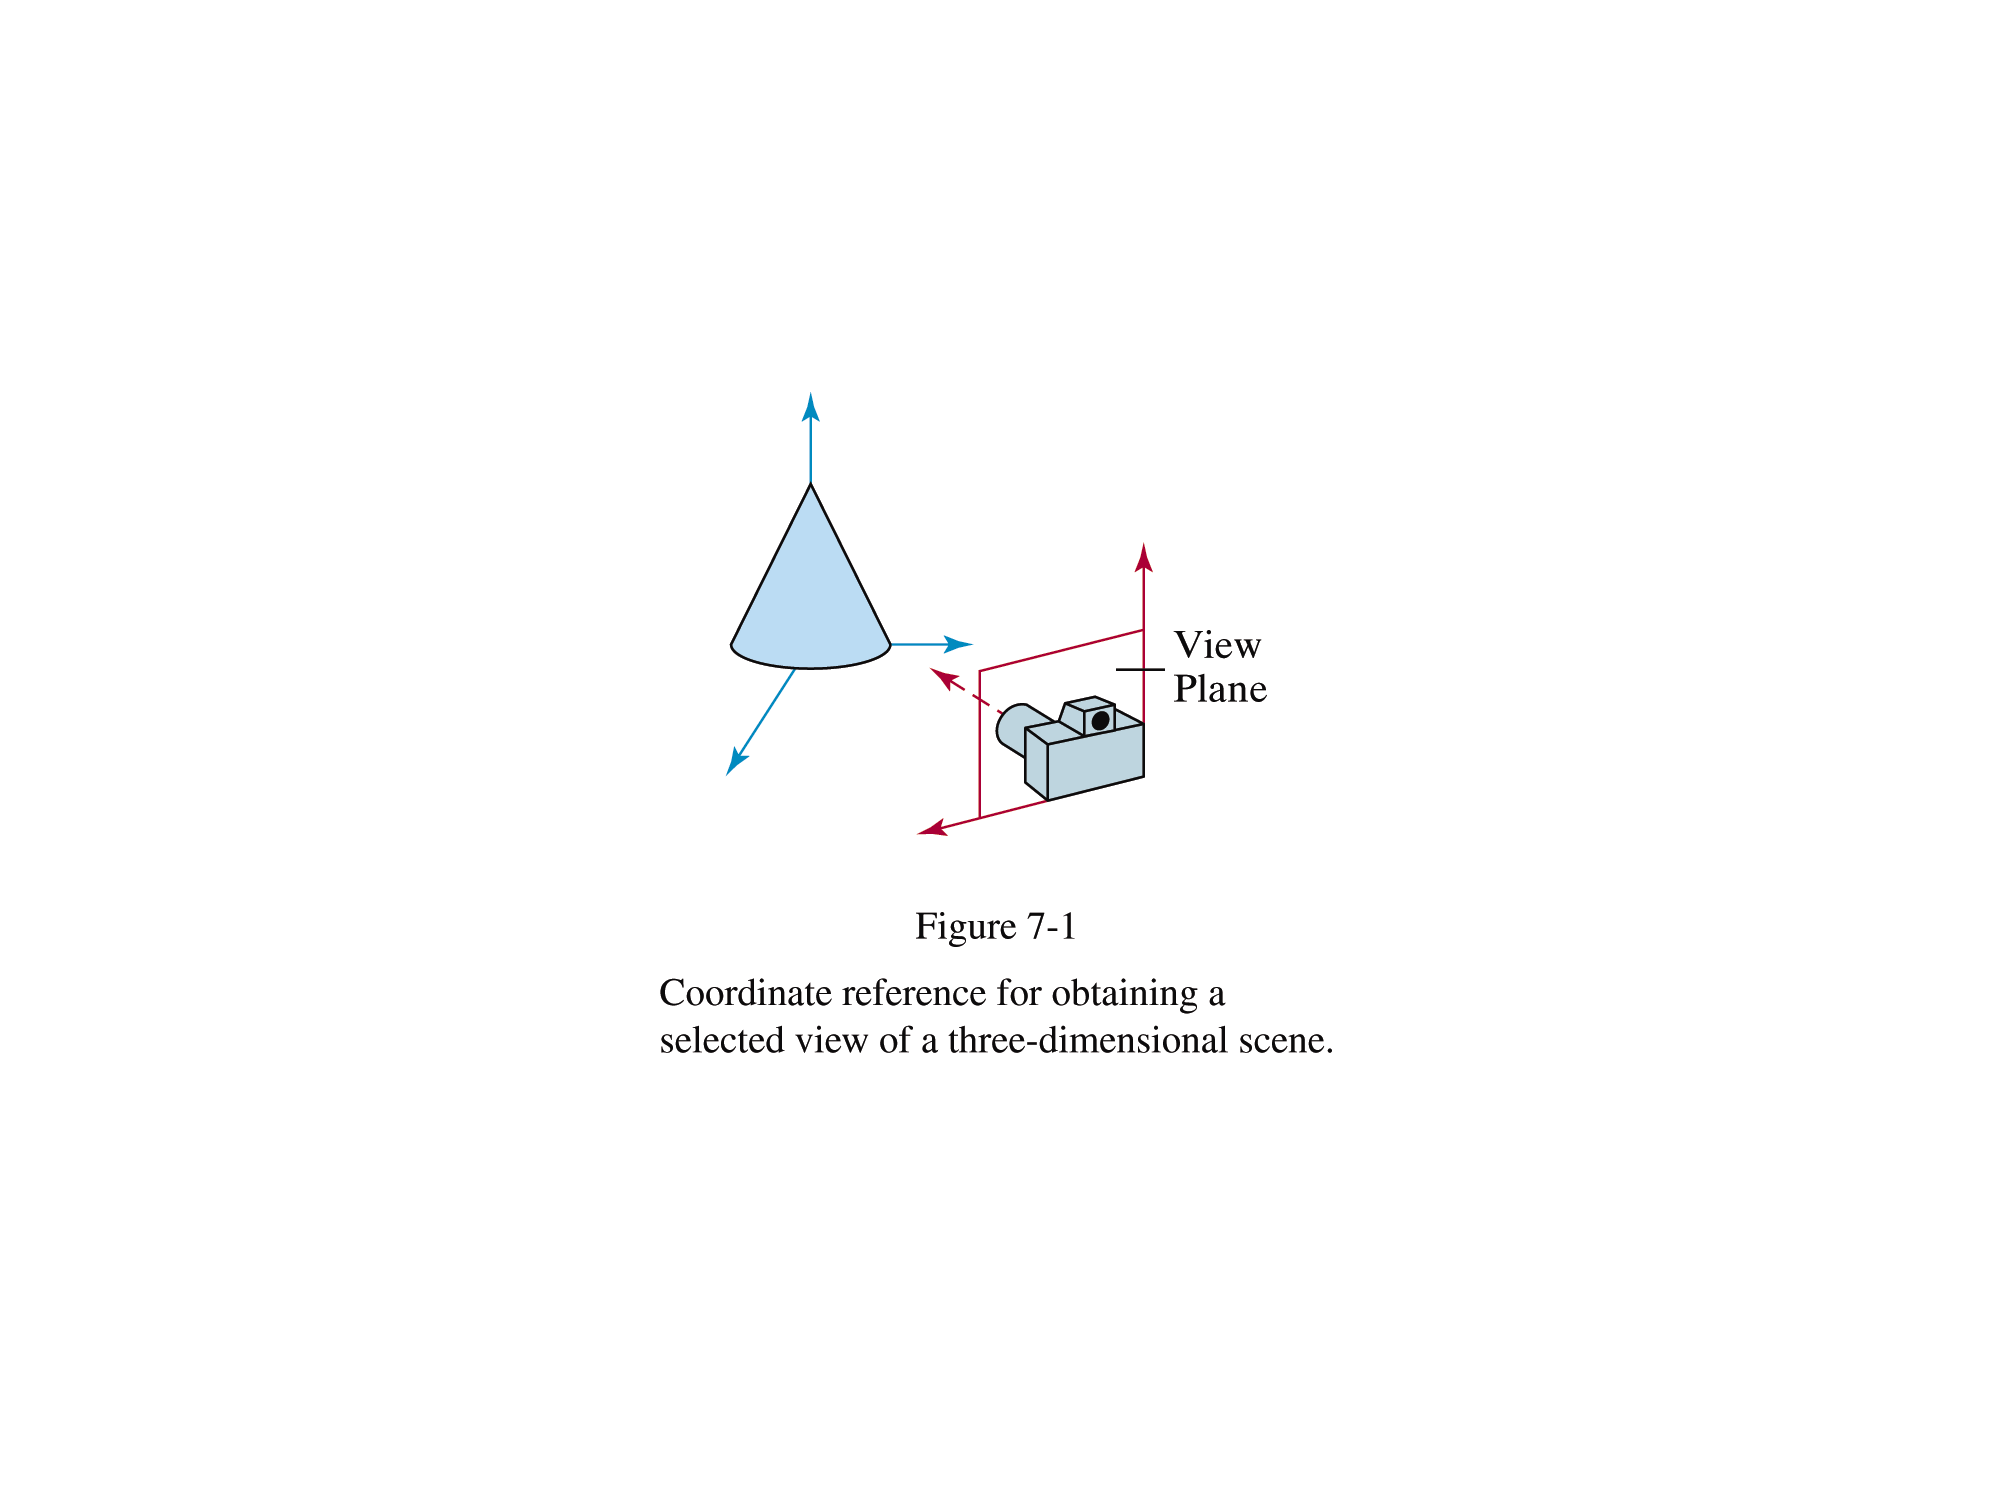 View
Plane
Figure 7-1
Coordinate reference for obtaining a
selected view of a three-dimensional scene.